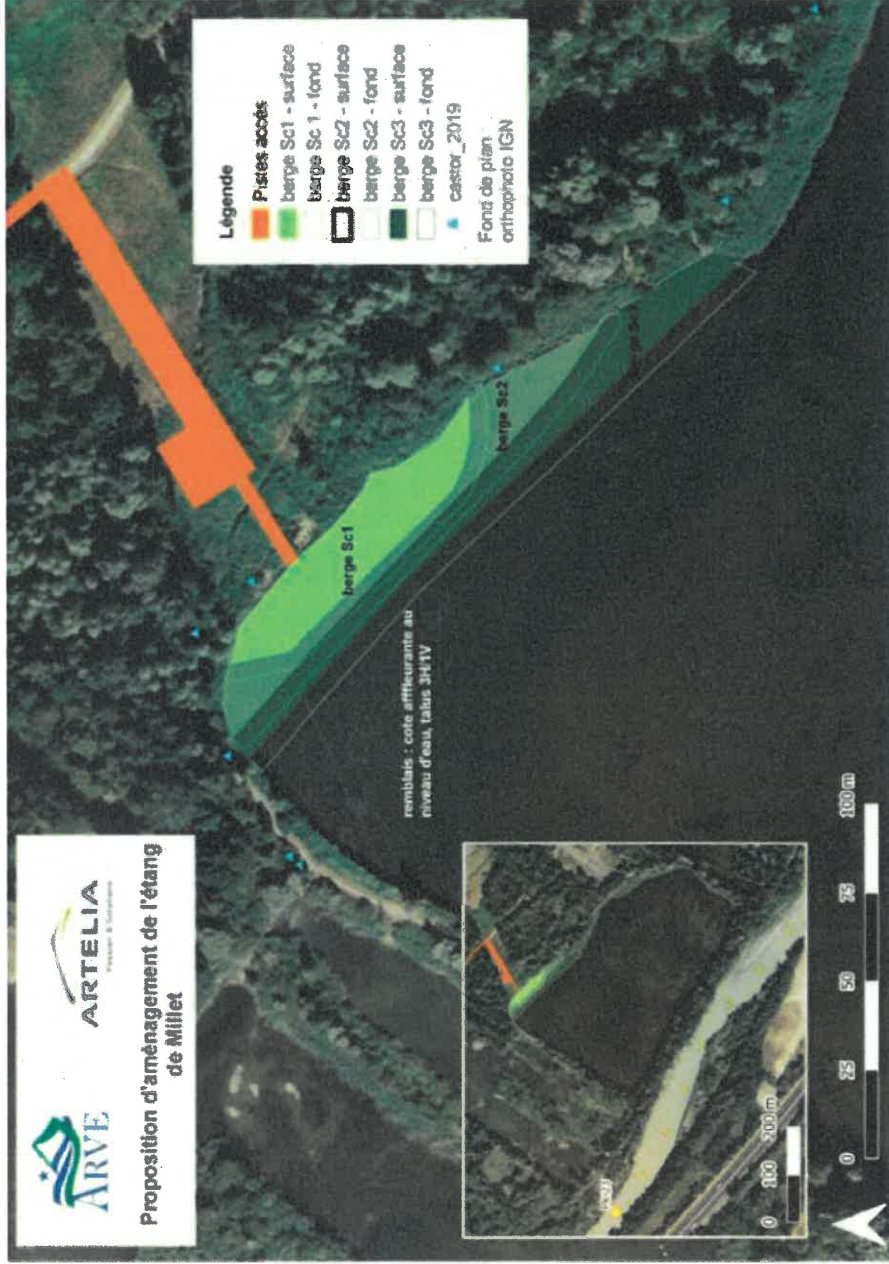 ARVE
ARTELIA
Proposition d'aménagement de l'étang
de Millet
Légende
Pistes accès
berge Sc1 - surface
berge Sc 1 - fond
berge Sc2 - surface
berge Sc2 - fond
berge Sc3 - surface
berge Sc3 - fond
castor_2019
Fond de plan :
orthophoto IGN
berge Sc1
berge Sc2
remblais : cote affleurante au
niveau d'eau, talus 3H/1V
0 100 200 m
0 25 50 75 100 m